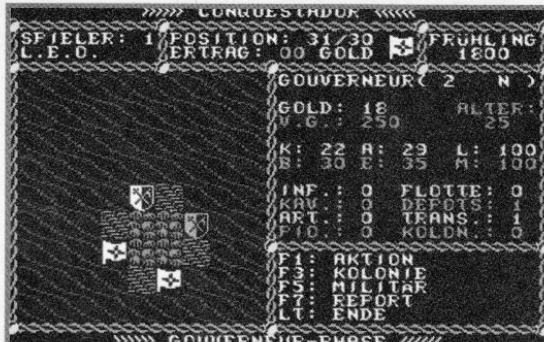 CONQUESTADOR
SPIELER: 1 POSITION: 31/30 FRÜHLING
L.E.O. ERTRAG: 00 GOLD 1800
GOUVERNEUR( 2 N )
GOLD: 18 ALTER:
V.G.: 250 25
K: 22 A: 29 L: 100
B: 30 E: 35 M: 100
INF.: 0 FLOTTE: 0
KAV.: 0 DEPOTS: 1
ART.: 0 TRANS.: 1
PIO.: 0 KOLON.: 0
F1: AKTION
F3: KOLONIE
F5: MILITÄR
F7: REPORT
LT: ENDE
GOUVERNEUR-PHASE